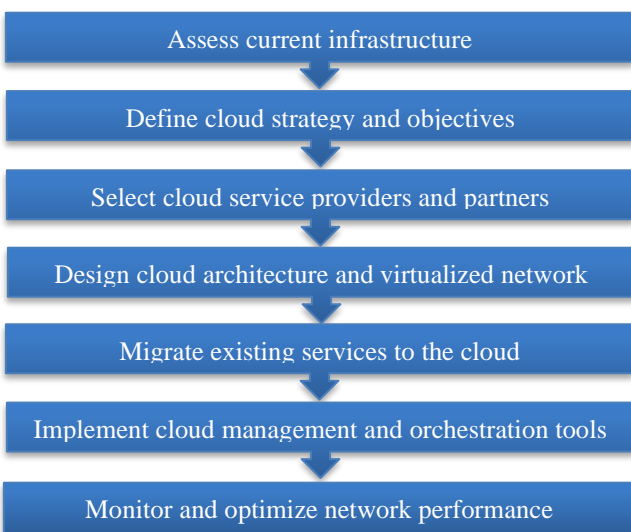 Assess current infrastructure
Define cloud strategy and objectives
Select cloud service providers and partners
Design cloud architecture and virtualized network
Migrate existing services to the cloud
Implement cloud management and orchestration tools
Monitor and optimize network performance